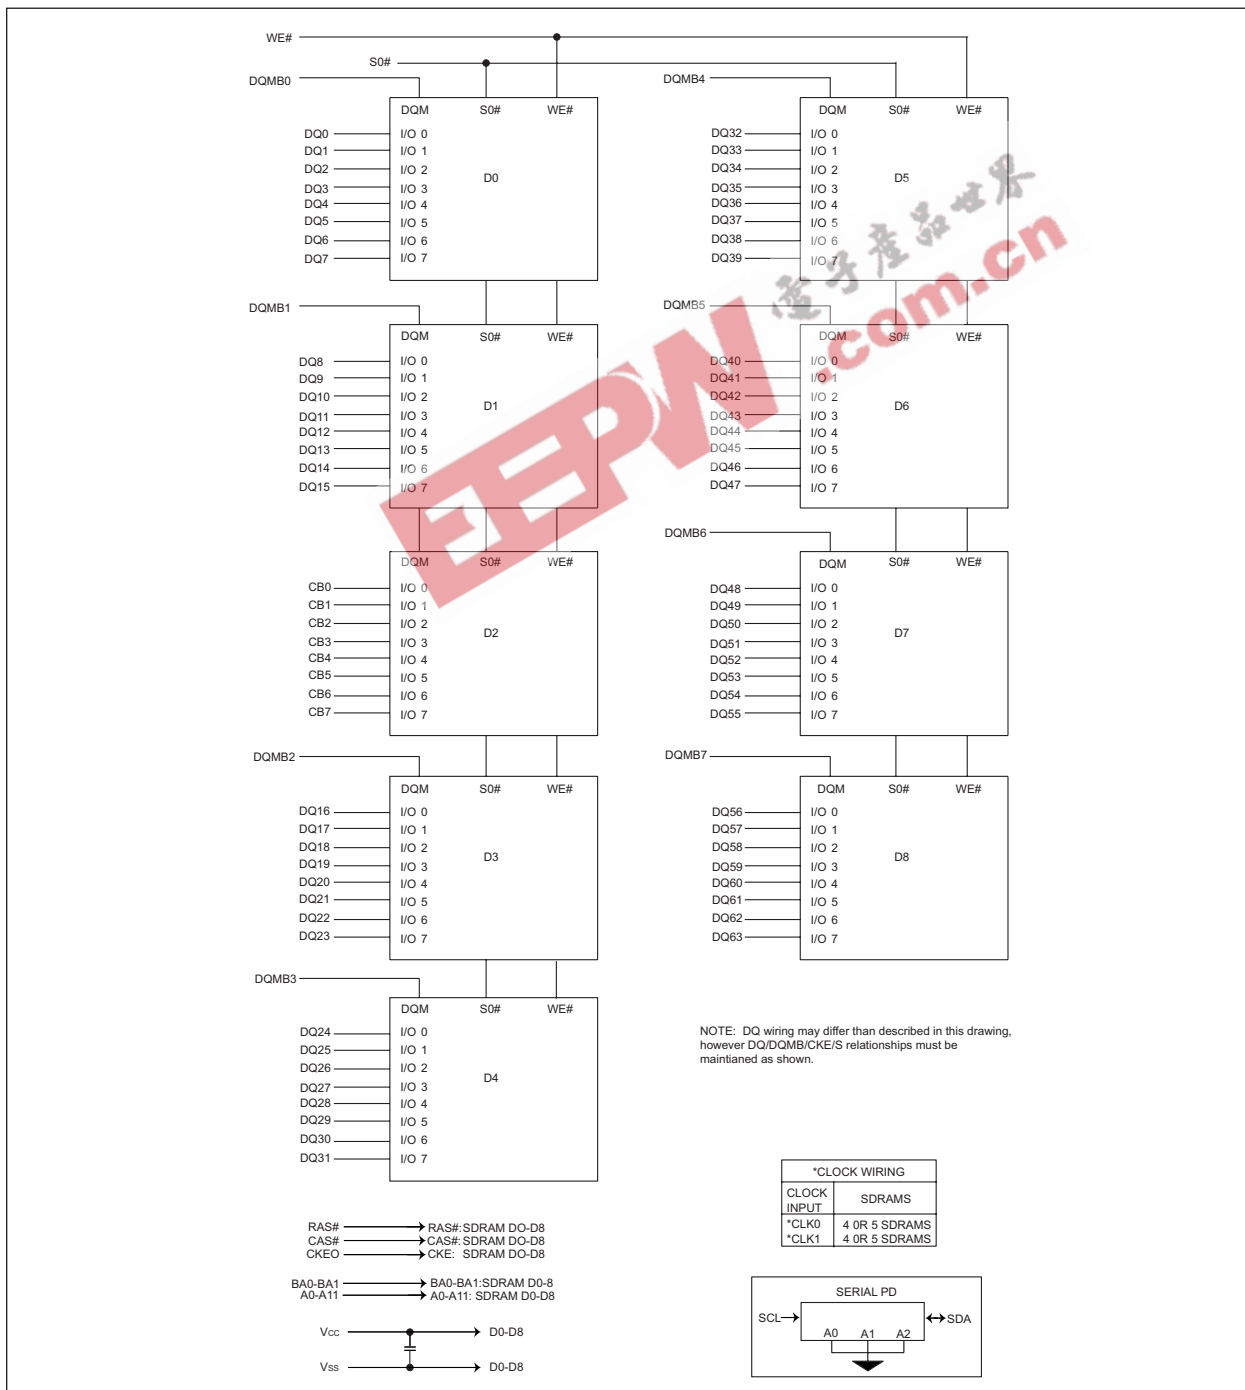 WE#
S0#
DQMB0
DQM S0# WE#
DQ0 I/O 0
DQ1 I/O 1
DQ2 I/O 2
D0
DQ3 I/O 3
DQ4 I/O 4
DQ5 I/O 5
DQ6 I/O 6
DQ7 I/O 7
DQMB1
DQM S0# WE#
DQ8 I/O 0
DQ9 I/O 1
DQ10 I/O 2
D1
DQ11 I/O 3
DQ12 I/O 4
DQ13 I/O 5
DQ14 I/O 6
DQ15 I/O 7
DQM S0# WE#
CB0 I/O 0
CB1 I/O 1
CB2 I/O 2
D2
CB3 I/O 3
CB4 I/O 4
CB5 I/O 5
CB6 I/O 6
CB7 I/O 7
DQMB2
DQM S0# WE#
DQ16 I/O 0
DQ17 I/O 1
DQ18 I/O 2
D3
DQ19 I/O 3
DQ20 I/O 4
DQ21 I/O 5
DQ22 I/O 6
DQ23 I/O 7
DQMB3
DQM S0# WE#
DQ24 I/O 0
DQ25 I/O 1
DQ26 I/O 2
D4
DQ27 I/O 3
DQ28 I/O 4
DQ29 I/O 5
DQ30 I/O 6
DQ31 I/O 7
DQMB4
DQM S0# WE#
DQ32 I/O 0
DQ33 I/O 1
DQ34 I/O 2
D5
DQ35 I/O 3
DQ36 I/O 4
DQ37 I/O 5
DQ38 I/O 6
DQ39 I/O 7
DQMB5
DQM S0# WE#
DQ40 I/O 0
DQ41 I/O 1
DQ42 I/O 2
D6
DQ43 I/O 3
DQ44 I/O 4
DQ45 I/O 5
DQ46 I/O 6
DQ47 I/O 7
DQMB6
DQM S0# WE#
DQ48 I/O 0
DQ49 I/O 1
DQ50 I/O 2
D7
DQ51 I/O 3
DQ52 I/O 4
DQ53 I/O 5
DQ54 I/O 6
DQ55 I/O 7
DQMB7
DQM S0# WE#
DQ56 I/O 0
DQ57 I/O 1
DQ58 I/O 2
D8
DQ59 I/O 3
DQ60 I/O 4
DQ61 I/O 5
DQ62 I/O 6
DQ63 I/O 7
EEPW
電子產品世界
.com.cn
NOTE: DQ wiring may differ than described in this drawing,
however DQ/DQMB/CKE/S relationships must be
maintianed as shown.
*CLOCK WIRING
CLOCK INPUT SDRAMS
*CLK0 4 0R 5 SDRAMS
*CLK1 4 0R 5 SDRAMS
RAS# RAS#:SDRAM DO-D8
CAS# CAS#:SDRAM DO-D8
CKEO CKE: SDRAM DO-D8
BA0-BA1 BA0-BA1:SDRAM D0-8
A0-A11 A0-A11: SDRAM D0-D8
Vcc D0-D8
Vss D0-D8
SERIAL PD
SCL SDA
A0 A1 A2